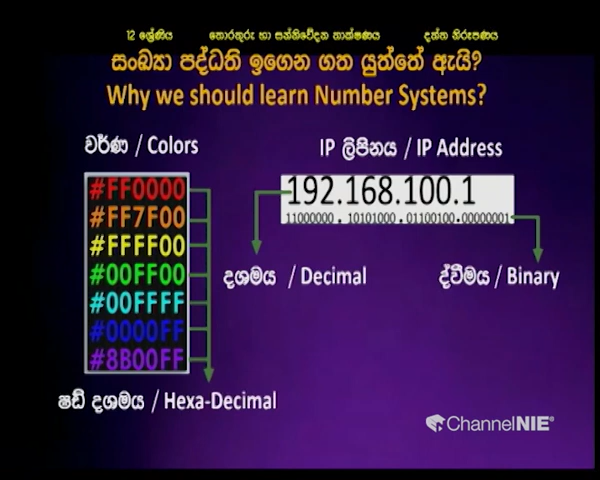 12 ශ්‍රේණිය තොරතුරු හා සන්නිවේදන තාක්ෂණය දත්ත නිරූපණය
සංඛ්‍යා පද්ධති ඉගෙන ගත යුත්තේ ඇයි?
Why we should learn Number Systems?
වර්ණ / Colors
IP ලිපිනය / IP Address
#FF0000
#FF7F00
#FFFF00
#00FF00
#00FFFF
#0000FF
#8B00FF
192.168.100.1
11000000 . 10101000 . 01100100 . 00000001
දශමය / Decimal
ද්වීමය / Binary
ෂඩ් දශමය / Hexa-Decimal
ChannelNIE®